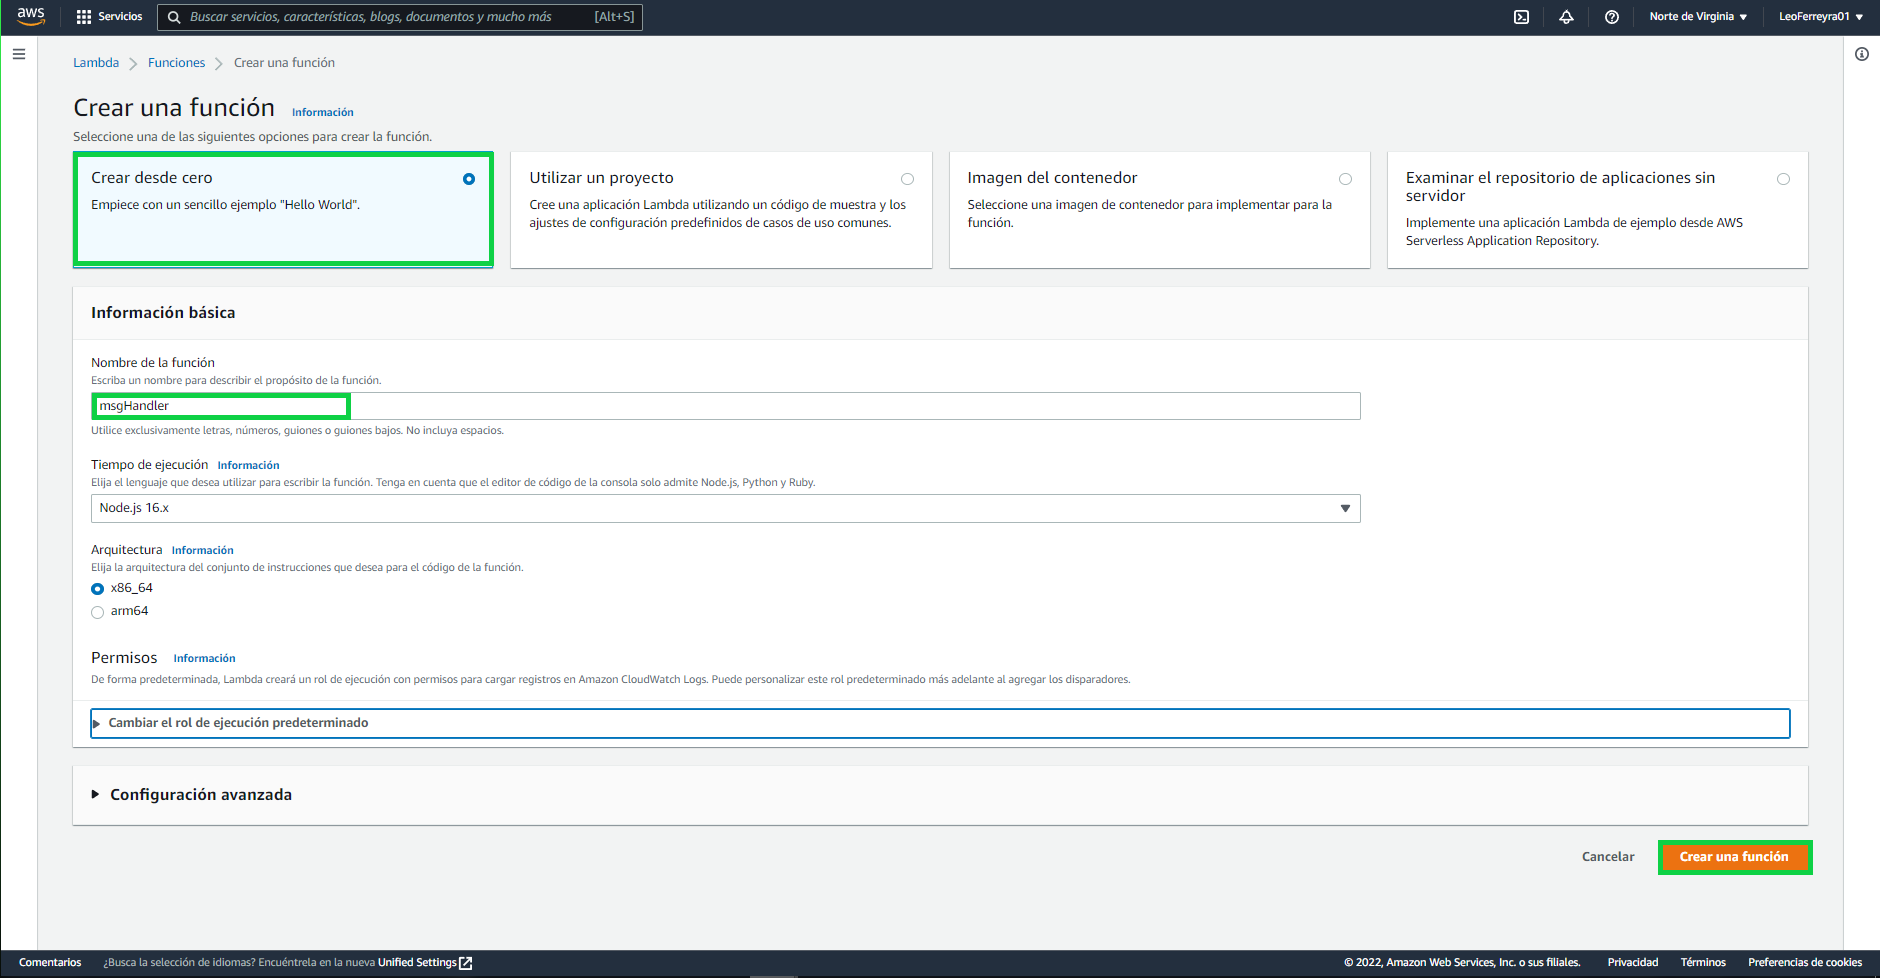 aws
Servicios
Buscar servicios, características, blogs, documentos y mucho más [Alt+S]
Norte de Virginia
LeoFerreyra01
Lambda
Funciones
Crear una función
Crear una función
Información
Seleccione una de las siguientes opciones para crear la función.
Crear desde cero
Empiece con un sencillo ejemplo "Hello World".
Utilizar un proyecto
Cree una aplicación Lambda utilizando un código de muestra y los
ajustes de configuración predefinidos de casos de uso comunes.
Imagen del contenedor
Seleccione una imagen de contenedor para implementar para la
función.
Examinar el repositorio de aplicaciones sin
servidor
Implemente una aplicación Lambda de ejemplo desde AWS
Serverless Application Repository.
Información básica
Nombre de la función
Escriba un nombre para describir el propósito de la función.
msgHandler
Utilice exclusivamente letras, números, guiones o guiones bajos. No incluya espacios.
Tiempo de ejecución Información
Elija el lenguaje que desea utilizar para escribir la función. Tenga en cuenta que el editor de código de la consola solo admite Node.js, Python y Ruby.
Node.js 16.x
Arquitectura Información
Elija la arquitectura del conjunto de instrucciones que desea para el código de la función.
x86_64
arm64
Permisos Información
De forma predeterminada, Lambda creará un rol de ejecución con permisos para cargar registros en Amazon CloudWatch Logs. Puede personalizar este rol predeterminado más adelante al agregar los disparadores.
Cambiar el rol de ejecución predeterminado
Configuración avanzada
Cancelar
Crear una función
Comentarios
¿Busca la selección de idiomas? Encuéntrela en la nueva Unified Settings
© 2022, Amazon Web Services, Inc. o sus filiales.
Privacidad
Términos
Preferencias de cookies